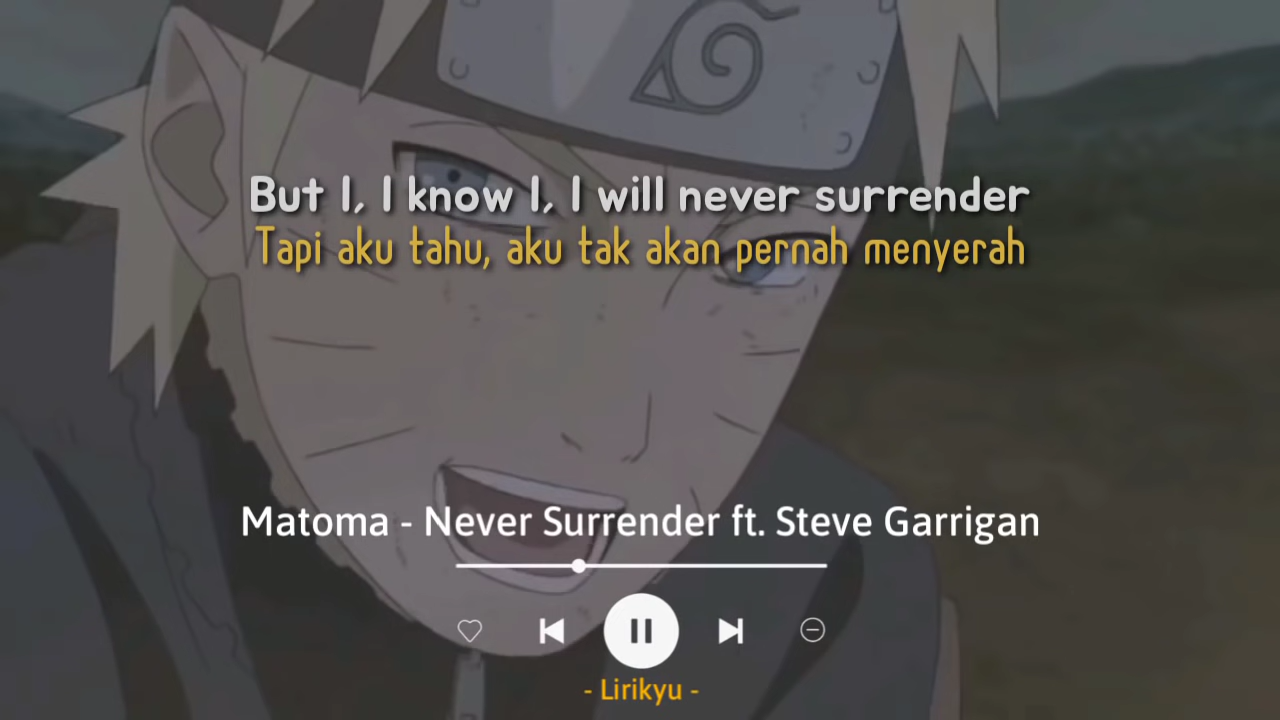 But I, I know I, I will never surrender
Tapi aku tahu, aku tak akan pernah menyerah
Matoma - Never Surrender ft. Steve Garrigan
- Lirikyu -